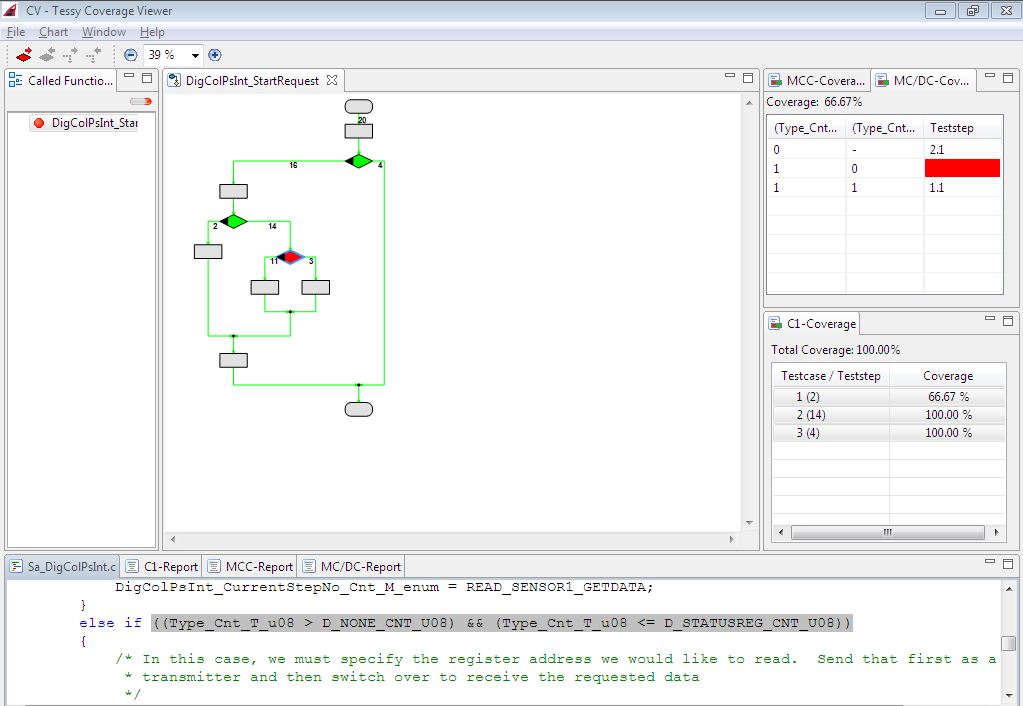 CV - Tessy Coverage Viewer
File Chart Window Help
39 %
Called Functio...
DigColPsInt_Star
DigColPsInt_StartRequest
20
16
4
2
14
11
3
MCC-Covera...
MC/DC-Cov...
Coverage: 66.67%
(Type_Cnt... (Type_Cnt... Teststep
0 - 2.1
1 0
1 1 1.1
C1-Coverage
Total Coverage: 100.00%
Testcase / Teststep Coverage
1 (2) 66.67 %
2 (14) 100.00 %
3 (4) 100.00 %
Sa_DigColPsInt.c C1-Report MCC-Report MC/DC-Report
DigColPsInt_CurrentStepNo_Cnt_M_enum = READ_SENSOR1_GETDATA;
}
else if ((Type_Cnt_T_u08 > D_NONE_CNT_U08) && (Type_Cnt_T_u08 <= D_STATUSREG_CNT_U08))
{
/* In this case, we must specify the register address we would like to read. Send that first as a
* transmitter and then switch over to receive the requested data
*/